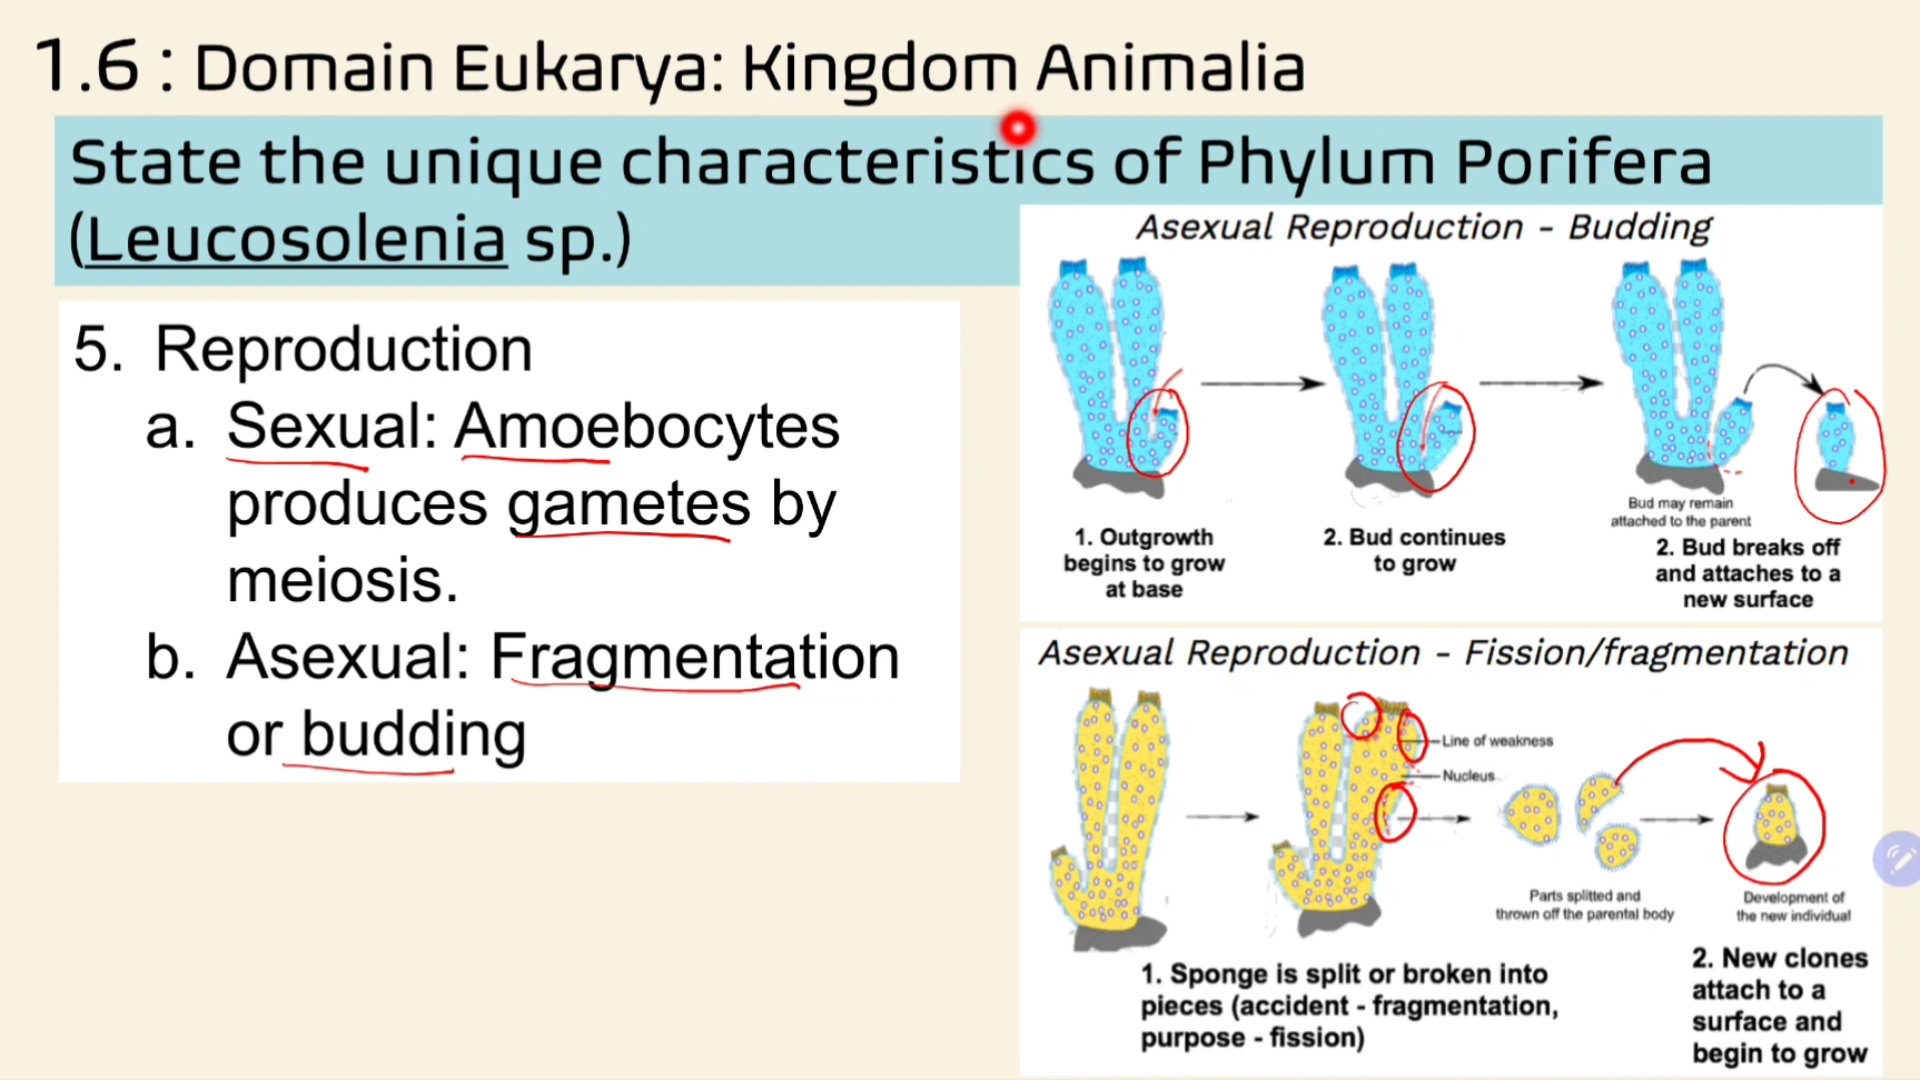 1.6 : Domain Eukarya: Kingdom Animalia
State the unique characteristics of Phylum Porifera
(Leucosolenia sp.)
5. Reproduction
a. Sexual: Amoebocytes
produces gametes by
meiosis.
b. Asexual: Fragmentation
or budding
Asexual Reproduction - Budding
1. Outgrowth
begins to grow
at base
2. Bud continues
to grow
Bud may remain
attached to the parent
2. Bud breaks off
and attaches to a
new surface
Asexual Reproduction - Fission/fragmentation
Line of weakness
Nucleus
Parts splitted and
thrown off the parental body
Development of
the new individual
1. Sponge is split or broken into
pieces (accident - fragmentation,
purpose - fission)
2. New clones
attach to a
surface and
begin to grow